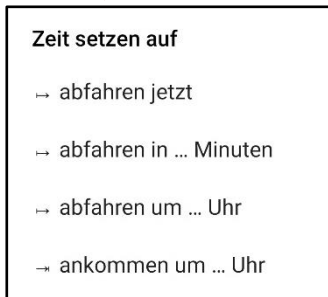 Zeit setzen auf
↦ abfahren jetzt
↦ abfahren in ... Minuten
↦ abfahren um ... Uhr
⇥ ankommen um ... Uhr